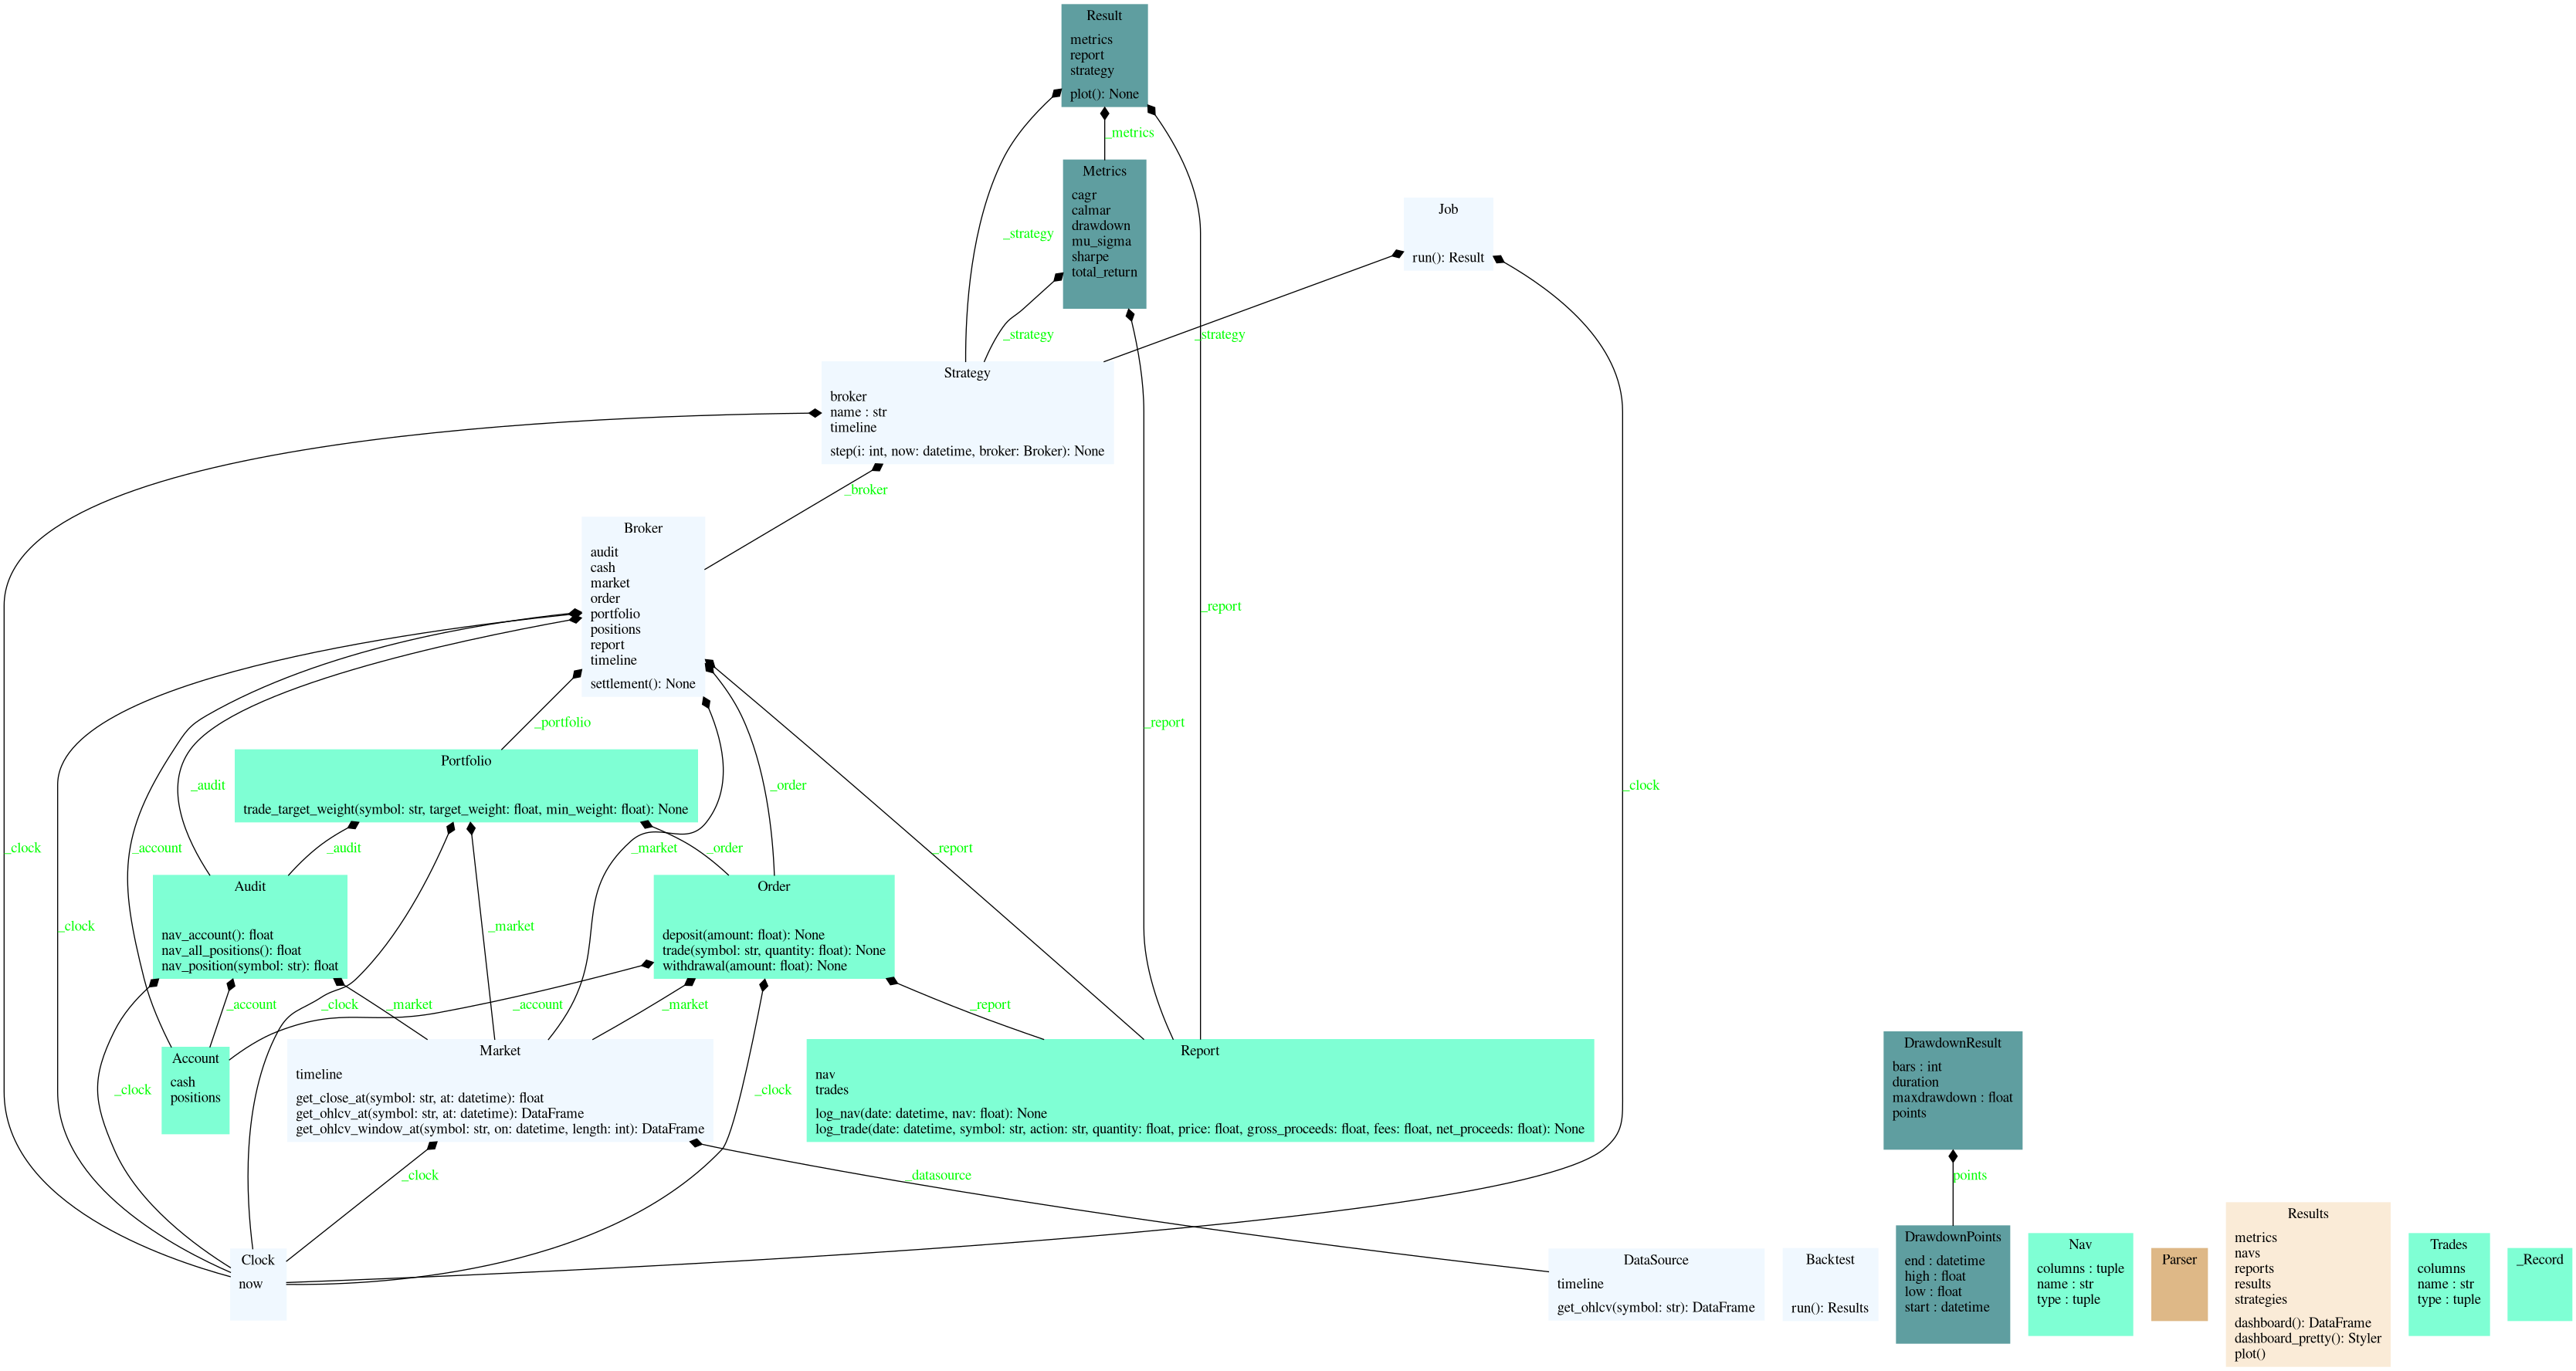 Result
metrics
report
strategy
plot(): None
_metrics
Metrics
cagr
calmar
drawdown
mu_sigma
sharpe
total_return
Job
run(): Result
_strategy
_strategy
_strategy
Strategy
broker
name : str
timeline
step(i: int, now: datetime, broker: Broker): None
_broker
Broker
audit
cash
market
order
portfolio
positions
report
timeline
settlement(): None
_report
_portfolio
_report
Portfolio
trade_target_weight(symbol: str, target_weight: float, min_weight: float): None
_audit
_order
_clock
_clock
_account
_audit
_market
_order
_report
Audit
nav_account(): float
nav_all_positions(): float
nav_position(symbol: str): float
Order
deposit(amount: float): None
trade(symbol: str, quantity: float): None
withdrawal(amount: float): None
_clock
_market
_account
_clock
_market
_account
_market
_report
Account
cash
positions
Market
timeline
get_close_at(symbol: str, at: datetime): float
get_ohlcv_at(symbol: str, at: datetime): DataFrame
get_ohlcv_window_at(symbol: str, on: datetime, length: int): DataFrame
Report
nav
trades
log_nav(date: datetime, nav: float): None
log_trade(date: datetime, symbol: str, action: str, quantity: float, price: float, gross_proceeds: float, fees: float, net_proceeds: float): None
DrawdownResult
bars : int
duration
maxdrawdown : float
points
_clock
_clock
_clock
_datasource
points
Clock
now
DataSource
timeline
get_ohlcv(symbol: str): DataFrame
Backtest
run(): Results
DrawdownPoints
end : datetime
high : float
low : float
start : datetime
Nav
columns : tuple
name : str
type : tuple
Parser
Results
metrics
navs
reports
results
strategies
dashboard(): DataFrame
dashboard_pretty(): Styler
plot()
Trades
columns
name : str
type : tuple
_Record